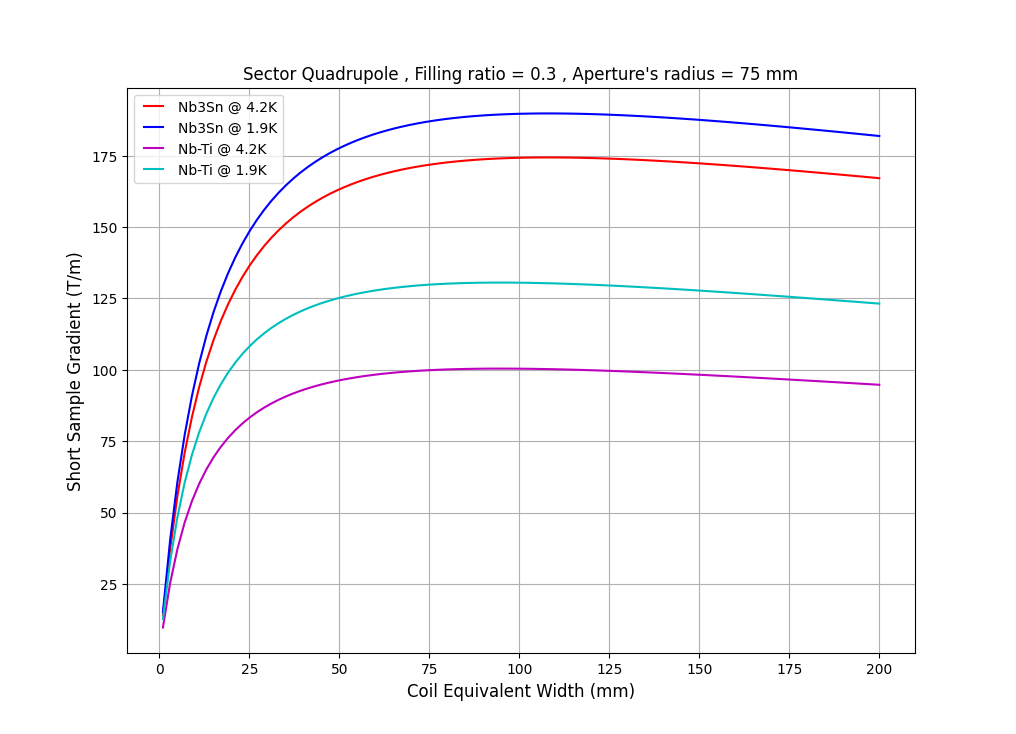 Sector Quadrupole , Filling ratio = 0.3 , Aperture's radius = 75 mm
Nb3Sn @ 4.2K
Nb3Sn @ 1.9K
Nb-Ti @ 4.2K
Nb-Ti @ 1.9K
Short Sample Gradient (T/m)
175
150
125
100
75
50
25
0 25 50 75 100 125 150 175 200
Coil Equivalent Width (mm)